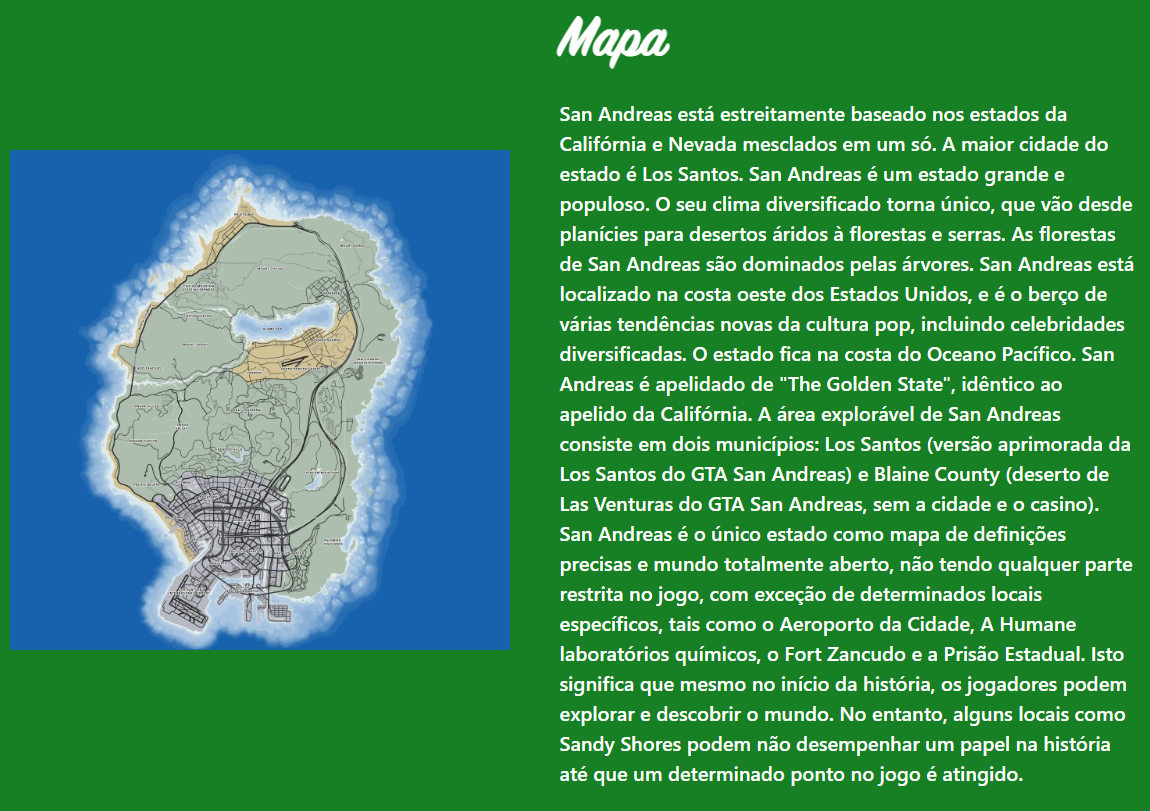 Mapa
San Andreas está estreitamente baseado nos estados da
Califórnia e Nevada mesclados em um só. A maior cidade do
estado é Los Santos. San Andreas é um estado grande e
populoso. O seu clima diversificado torna único, que vão desde
planícies para desertos áridos à florestas e serras. As florestas
de San Andreas são dominados pelas árvores. San Andreas está
localizado na costa oeste dos Estados Unidos, e é o berço de
várias tendências novas da cultura pop, incluindo celebridades
diversificadas. O estado fica na costa do Oceano Pacífico. San
Andreas é apelidado de "The Golden State", idêntico ao
apelido da Califórnia. A área explorável de San Andreas
consiste em dois municípios: Los Santos (versão aprimorada da
Los Santos do GTA San Andreas) e Blaine County (deserto de
Las Venturas do GTA San Andreas, sem a cidade e o casino).
San Andreas é o único estado como mapa de definições
precisas e mundo totalmente aberto, não tendo qualquer parte
restrita no jogo, com exceção de determinados locais
específicos, tais como o Aeroporto da Cidade, A Humane
laboratórios químicos, o Fort Zancudo e a Prisão Estadual. Isto
significa que mesmo no início da história, os jogadores podem
explorar e descobrir o mundo. No entanto, alguns locais como
Sandy Shores podem não desempenhar um papel na história
até que um determinado ponto no jogo é atingido.